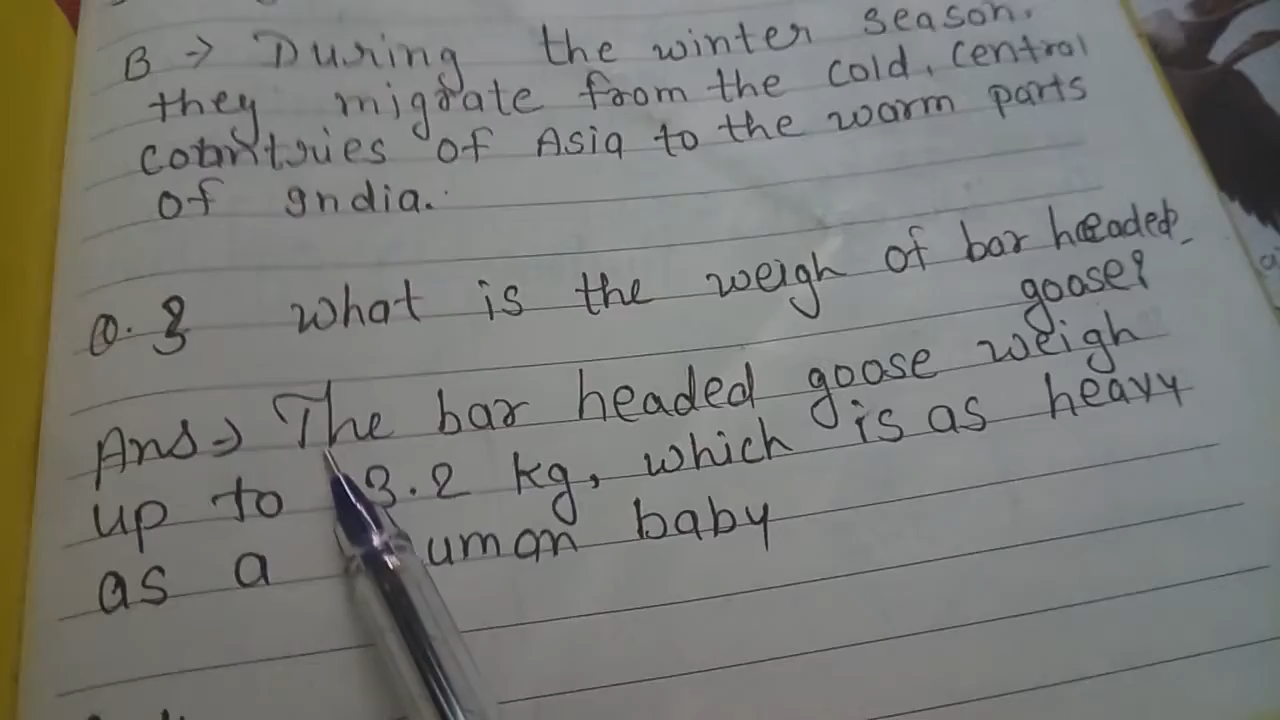 B → During the winter season.
they migrate from the cold, central
countries of Asia to the warm parts
of India.
Q.3 What is the weigh of bar headed
goose?
Ans → The bar headed goose weigh
up to 3.2 kg, which is as heavy
as a uman baby